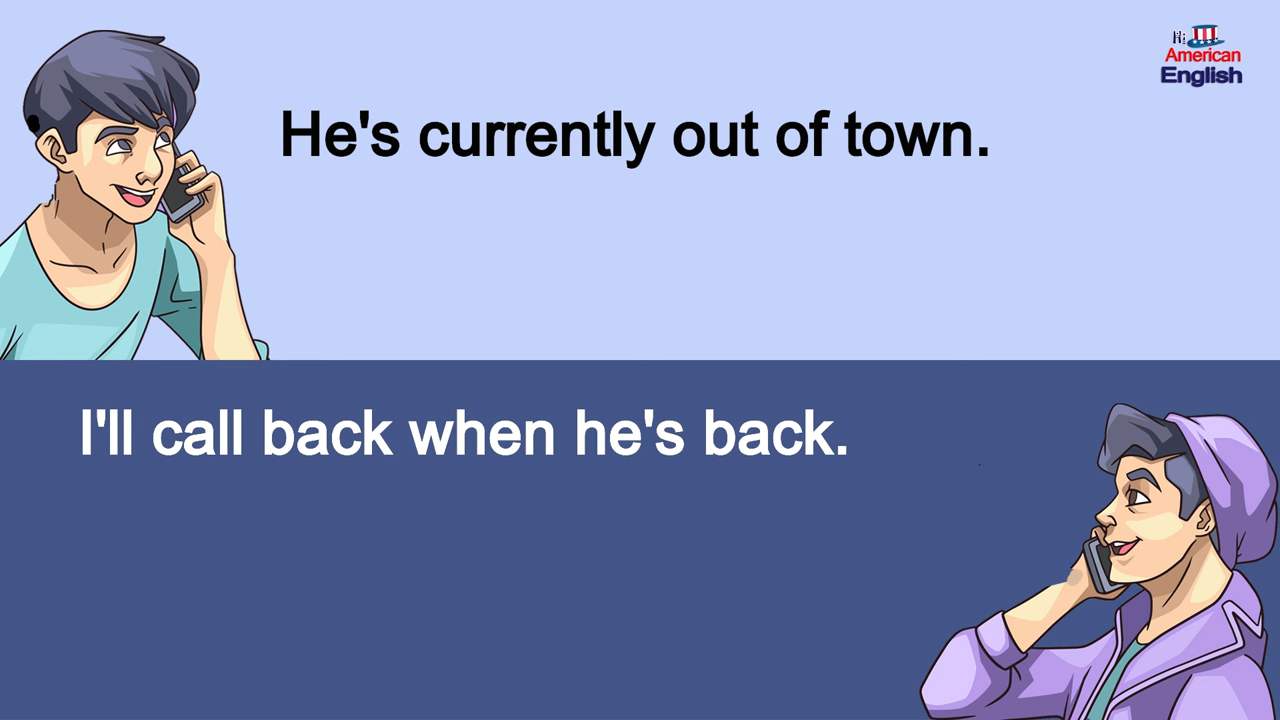 Hi
American
English
He's currently out of town.
I'll call back when he's back.